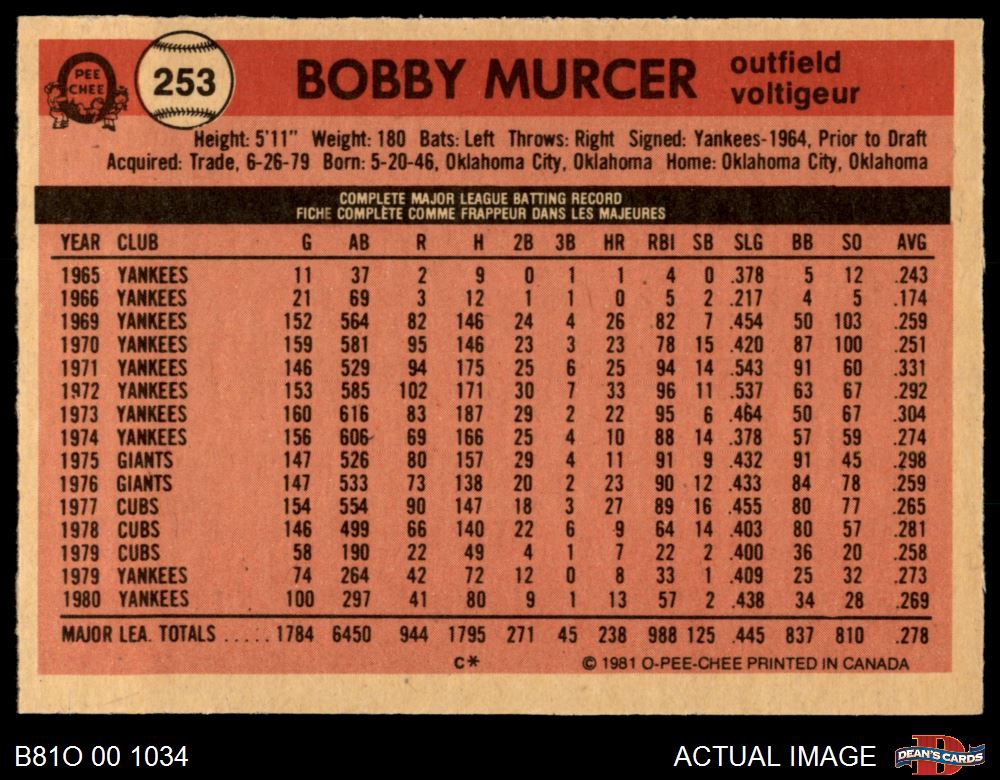 PEE
CHEE
253
BOBBY MURCER
outfield
voltigeur
Height: 5'11" Weight: 180 Bats: Left Throws: Right Signed: Yankees-1964, Prior to Draft
Acquired: Trade, 6-26-79 Born: 5-20-46, Oklahoma City, Oklahoma Home: Oklahoma City, Oklahoma
COMPLETE MAJOR LEAGUE BATTING RECORD
FICHE COMPLÈTE COMME FRAPPEUR DANS LES MAJEURES
YEAR CLUB G AB R H 2B 3B HR RBI SB SLG BB SO AVG
1965 YANKEES 11 37 2 9 0 1 1 4 0 .378 5 12 .243
1966 YANKEES 21 69 3 12 1 1 0 5 2 .217 4 5 .174
1969 YANKEES 152 564 82 146 24 4 26 82 7 .454 50 103 .259
1970 YANKEES 159 581 95 146 23 3 23 78 15 .420 87 100 .251
1971 YANKEES 146 529 94 175 25 6 25 94 14 .543 91 60 .331
1972 YANKEES 153 585 102 171 30 7 33 96 11 .537 63 67 .292
1973 YANKEES 160 616 83 187 29 2 22 95 6 .464 50 67 .304
1974 YANKEES 156 606 69 166 25 4 10 88 14 .378 57 59 .274
1975 GIANTS 147 526 80 157 29 4 11 91 9 .432 91 45 .298
1976 GIANTS 147 533 73 138 20 2 23 90 12 .433 84 78 .259
1977 CUBS 154 554 90 147 18 3 27 89 16 .455 80 77 .265
1978 CUBS 146 499 66 140 22 6 9 64 14 .403 80 57 .281
1979 CUBS 58 190 22 49 4 1 7 22 2 .400 36 20 .258
1979 YANKEES 74 264 42 72 12 0 8 33 1 .409 25 32 .273
1980 YANKEES 100 297 41 80 9 1 13 57 2 .438 34 28 .269
MAJOR LEA. TOTALS ..... 1784 6450 944 1795 271 45 238 988 125 .445 837 810 .278
C* © 1981 O-PEE-CHEE PRINTED IN CANADA
B81O 00 1034
ACTUAL IMAGE
DEAN'S CARDS